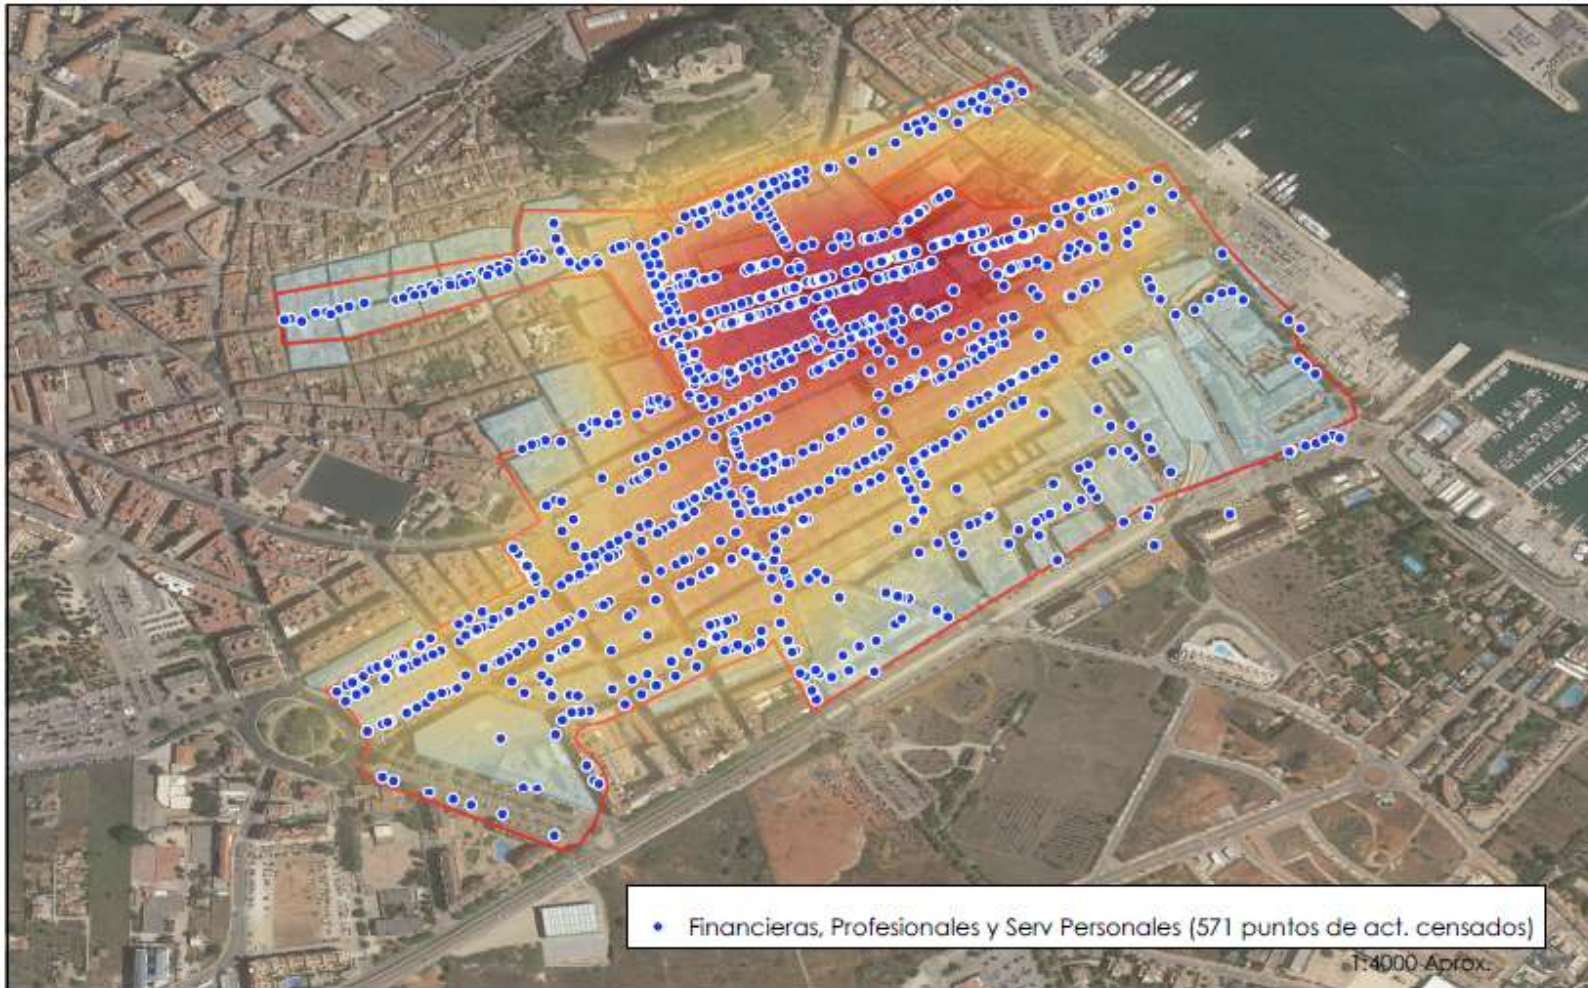 Financieras, Profesionales y Serv Personales (571 puntos de act. censados)
1:4000 Aprox.